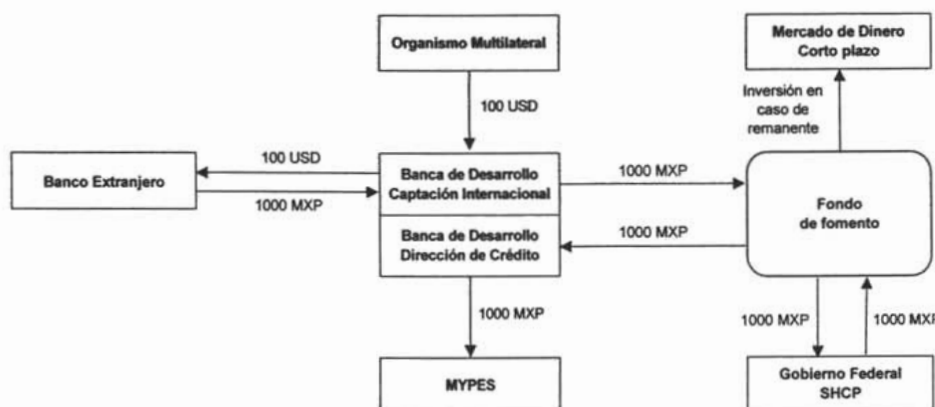 Organismo Multilateral
Mercado de Dinero
Corto plazo
100 USD
Inversión en
caso de
remanente
Banco Extranjero
100 USD
1000 MXP
Banca de Desarrollo
Captación Internacional
1000 MXP
Fondo
de fomento
Banca de Desarrollo
Dirección de Crédito
1000 MXP
1000 MXP
1000 MXP
1000 MXP
MYPES
Gobierno Federal
SHCP